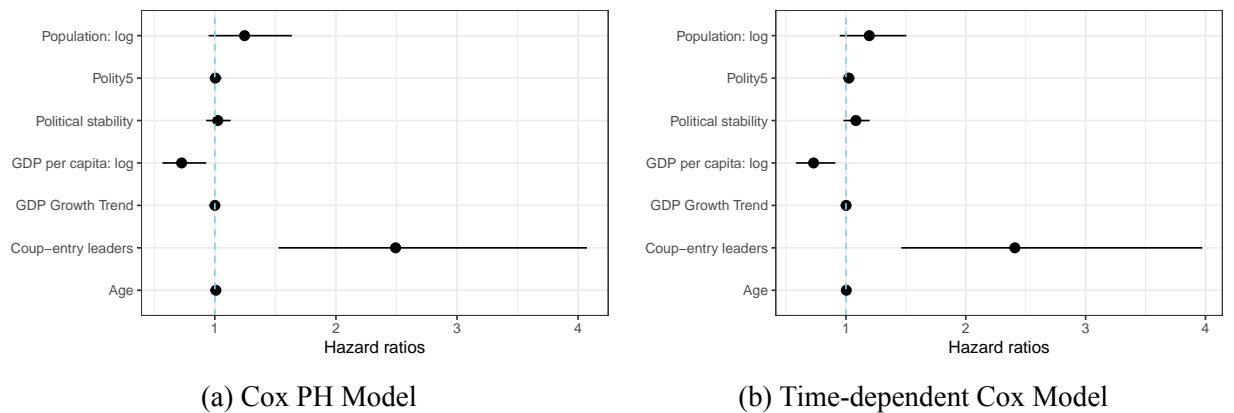 Population: log
Polity5
Political stability
GDP per capita: log
GDP Growth Trend
Coup−entry leaders
Age
1 2 3 4
Hazard ratios
(a) Cox PH Model
Population: log
Polity5
Political stability
GDP per capita: log
GDP Growth Trend
Coup−entry leaders
Age
1 2 3 4
Hazard ratios
(b) Time-dependent Cox Model